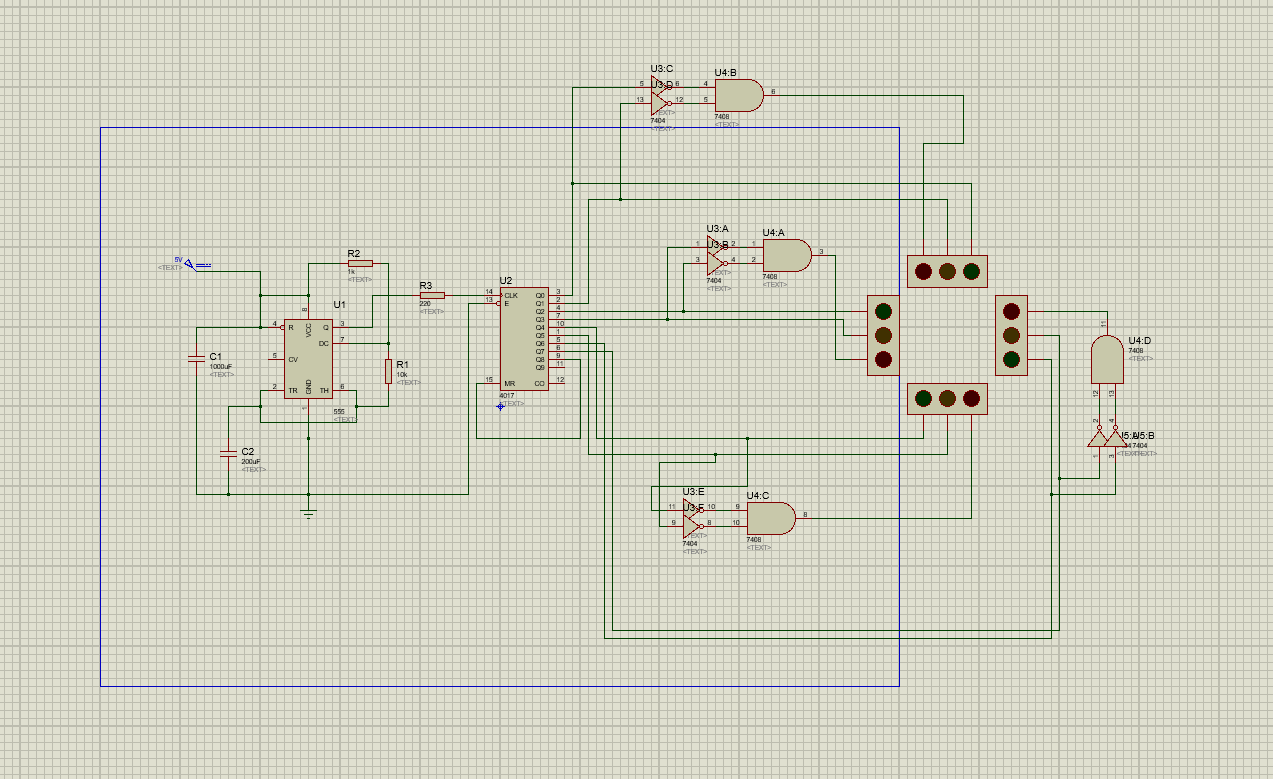 U3:C
U4:B
5
U3:D
6
4
6
13
12
5
<TEXT>
7404
7408
<TEXT>
<TEXT>
U3:A
U4:A
1
U3:B
2
1
3
3
4
2
<TEXT>
7404
7408
<TEXT>
<TEXT>
5V
<TEXT>
R2
1k
<TEXT>
R3
220
<TEXT>
U1
8
4
R
VCC
Q
3
DC
7
5
CV
2
TR
GND
TH
6
1
555
<TEXT>
C1
1000uF
<TEXT>
R1
10k
<TEXT>
C2
200uF
<TEXT>
U2
14
CLK
Q0
3
13
E
Q1
2
Q2
4
Q3
7
Q4
10
Q5
1
Q6
5
Q7
6
Q8
9
Q9
11
15
MR
CO
12
4017
<TEXT>
11
U4:D
7408
<TEXT>
12
13
2
4
U5:B
7404
<TEXT>
1
3
U3:E
U4:C
11
U3:F
10
9
8
9
8
10
<TEXT>
7404
7408
<TEXT>
<TEXT>